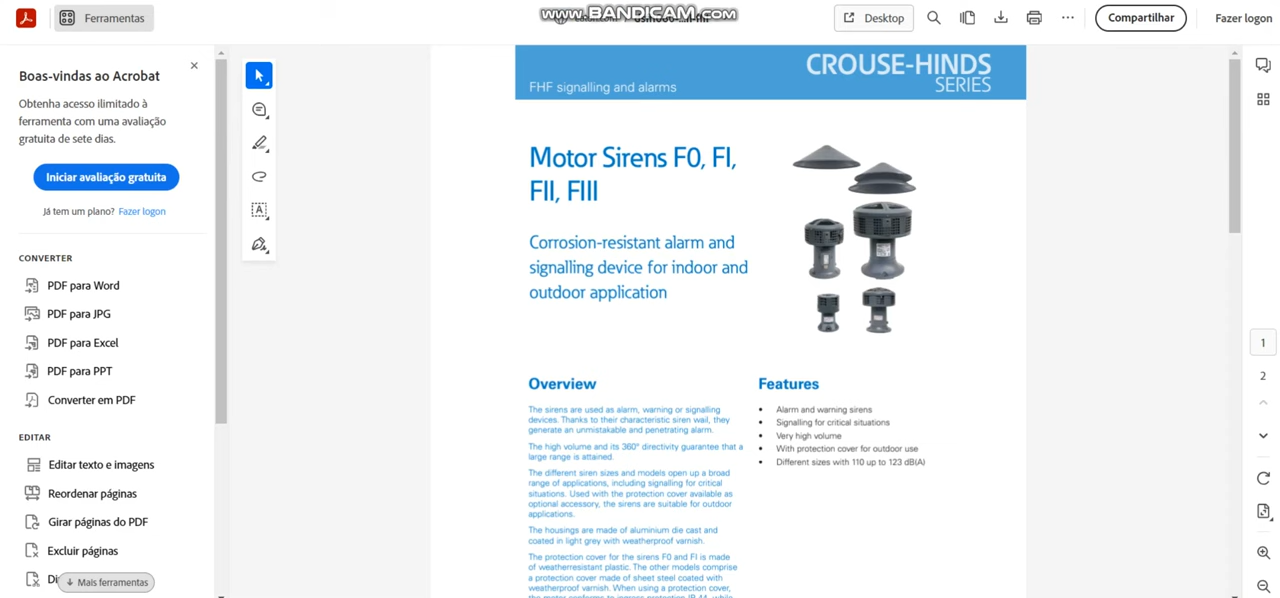 Ferramentas
www.BANDICAM.com
Desktop
Compartilhar
Fazer logon
Boas-vindas ao Acrobat
Obtenha acesso ilimitado à
ferramenta com uma avaliação
gratuita de sete dias.
Iniciar avaliação gratuita
Já tem um plano? Fazer logon
CONVERTER
PDF para Word
PDF para JPG
PDF para Excel
PDF para PPT
Converter em PDF
EDITAR
Editar texto e imagens
Reordenar páginas
Girar páginas do PDF
Excluir páginas
Mais ferramentas
CROUSE-HINDS
SERIES
FHF signalling and alarms
Motor Sirens F0, FI,
FII, FIII
Corrosion-resistant alarm and
signalling device for indoor and
outdoor application
Overview
The sirens are used as alarm, warning or signalling
devices. Thanks to their characteristic siren wail, they
generate an unmistakable and penetrating alarm.
The high volume and its 360° directivity guarantee that a
large range is attained.
The different siren sizes and models open up a broad
range of applications, including signalling for critical
situations. Used with the protection cover available as
optional accessory, the sirens are suitable for outdoor
applications.
The housings are made of aluminium die cast and
coated in light grey with weatherproof varnish.
The protection cover for the sirens F0 and FI is made
of weatherresistant plastic. The other models comprise
a protection cover made of sheet steel coated with
weatherproof varnish. When using a protection cover,
the motor conforms to ingress protection IP 44, while
Features
• Alarm and warning sirens
• Signalling for critical situations
• Very high volume
• With protection cover for outdoor use
• Different sizes with 110 up to 123 dB(A)
1
2